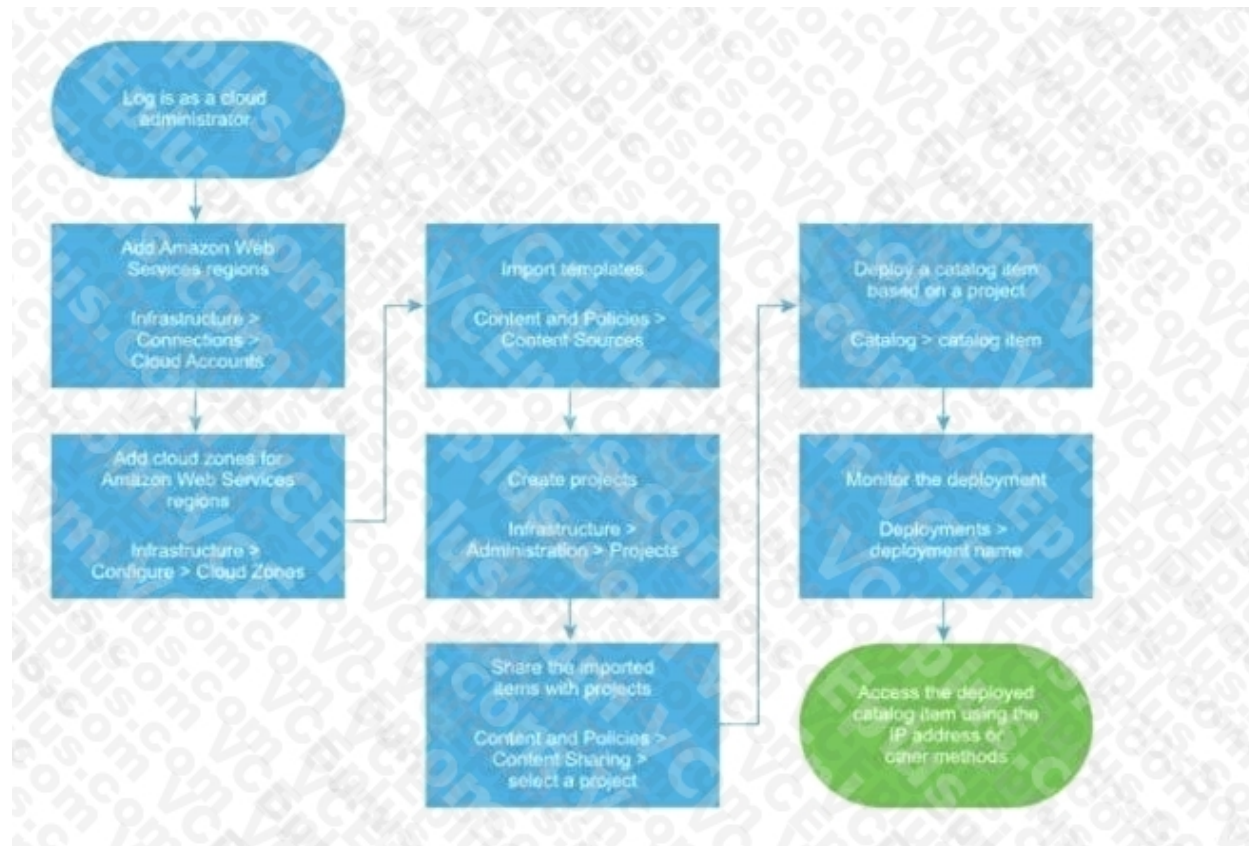 Log is as a cloud
administrator
Add Amazon Web
Services regions
Infrastructure >
Connections >
Cloud Accounts
Add cloud zones for
Amazon Web Services
regions
Infrastructure >
Configure > Cloud Zones
Import templates
Content and Policies >
Content Sources
Create projects
Infrastructure >
Administration > Projects
Share the imported
items with projects
Content and Policies >
Content Sharing >
select a project
Deploy a catalog item
based on a project
Catalog > catalog item
Monitor the deployment
Deployments >
deployment name
Access the deployed
catalog item using the
IP address or
other methods